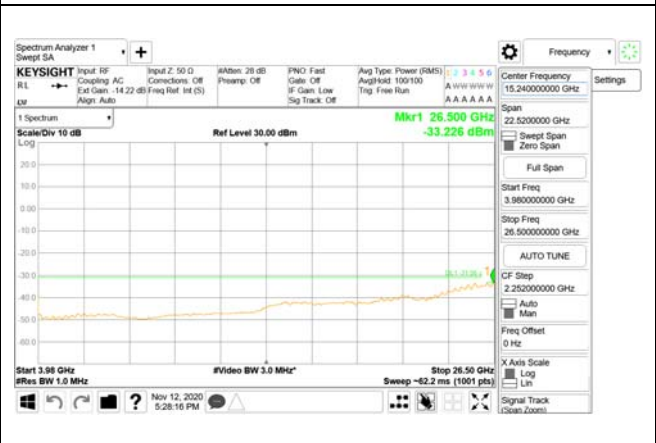 Spectrum Analyzer 1
Swept SA
+
Frequency
KEYSIGHT
RL
LXI
Input: RF
Coupling: AC
Ext Gain: -14.22 dB
Align: Auto
Input Z: 50 Ω
Corrections: Off
Freq Ref: Int (S)
#Atten: 28 dB
Preamp: Off
PNO: Fast
Gate: Off
IF Gain: Low
Sig Track: Off
Avg Type: Power (RMS)
Avg|Hold: 100/100
Trig: Free Run
1 2 3 4 5 6
A W W W W W
A A A A A A
1 Spectrum
Scale/Div 10 dB
Ref Level 30.00 dBm
Mkr1 26.500 GHz
-33.226 dBm
Log
20.0
10.0
0.00
-10.0
-20.0
-30.0
-40.0
-50.0
-60.0
1
Start 3.98 GHz
#Res BW 1.0 MHz
#Video BW 3.0 MHz*
Stop 26.50 GHz
Sweep ~62.2 ms (1001 pts)
Center Frequency
15.240000000 GHz
Settings
Span
22.5200000 GHz
Swept Span
Zero Span
Full Span
Start Freq
3.980000000 GHz
Stop Freq
26.500000000 GHz
AUTO TUNE
CF Step
2.252000000 GHz
Auto
Man
Freq Offset
0 Hz
X Axis Scale
Log
Lin
Signal Track
(Span Zoom)
?
Nov 12, 2020
5:28:16 PM